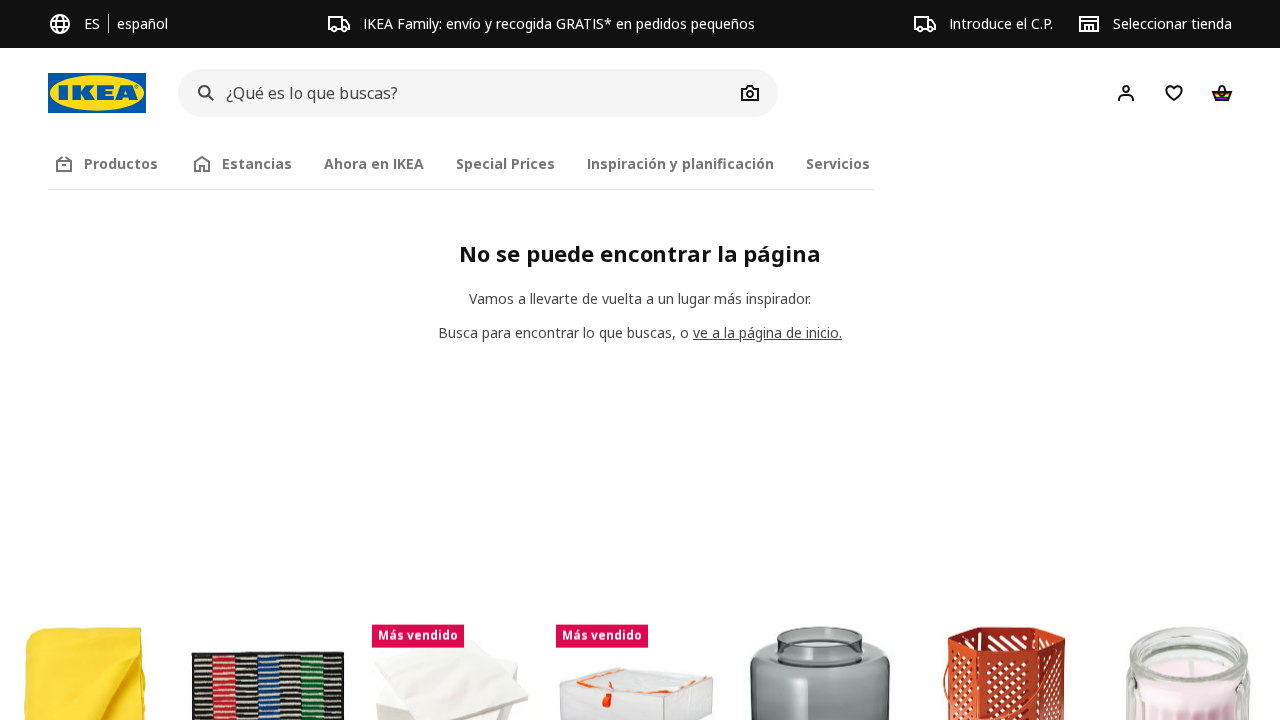 ES
español
IKEA Family: envío y recogida GRATIS* en pedidos pequeños
Introduce el C.P.
Seleccionar tienda
IKEA
¿Qué es lo que buscas?
Productos
Estancias
Ahora en IKEA
Special Prices
Inspiración y planificación
Servicios
No se puede encontrar la página
Vamos a llevarte de vuelta a un lugar más inspirador.
Busca para encontrar lo que buscas, o ve a la página de inicio.
Más vendido
Más vendido